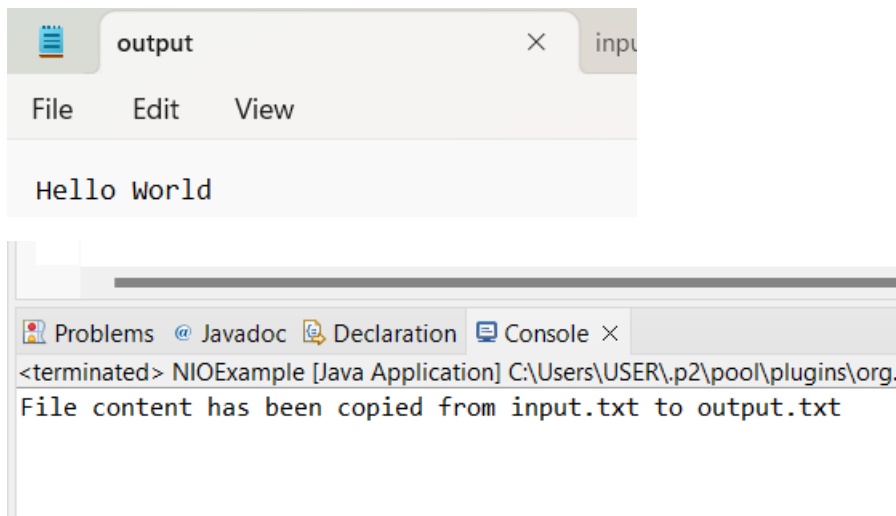 output inpu
File Edit View
Hello World
Problems @ Javadoc Declaration Console
<terminated> NIOExample [Java Application] C:\Users\USER\.p2\pool\plugins\org.
File content has been copied from input.txt to output.txt